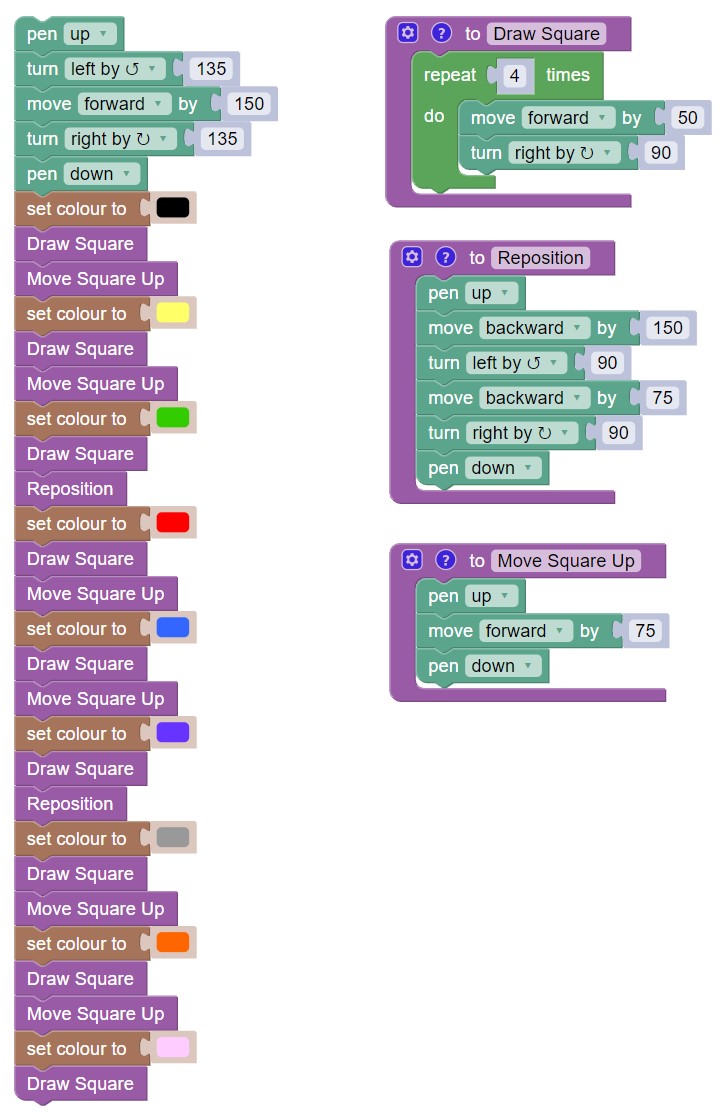 pen up
turn left by ↺ 135
move forward by 150
turn right by ↻ 135
pen down
set colour to
Draw Square
Move Square Up
set colour to
Draw Square
Move Square Up
set colour to
Draw Square
Reposition
set colour to
Draw Square
Move Square Up
set colour to
Draw Square
Move Square Up
set colour to
Draw Square
Reposition
set colour to
Draw Square
Move Square Up
set colour to
Draw Square
Move Square Up
set colour to
Draw Square
? to Draw Square
repeat 4 times
do move forward by 50
turn right by ↻ 90
? to Reposition
pen up
move backward by 150
turn left by ↺ 90
move backward by 75
turn right by ↻ 90
pen down
? to Move Square Up
pen up
move forward by 75
pen down